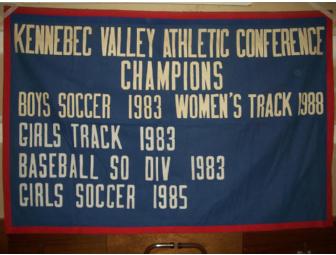 KENNEBEC VALLEY ATHLETIC CONFERENCE
CHAMPIONS
BOYS SOCCER 1983 WOMEN'S TRACK 1988
GIRLS TRACK 1983
BASEBALL SO DIV 1983
GIRLS SOCCER 1985